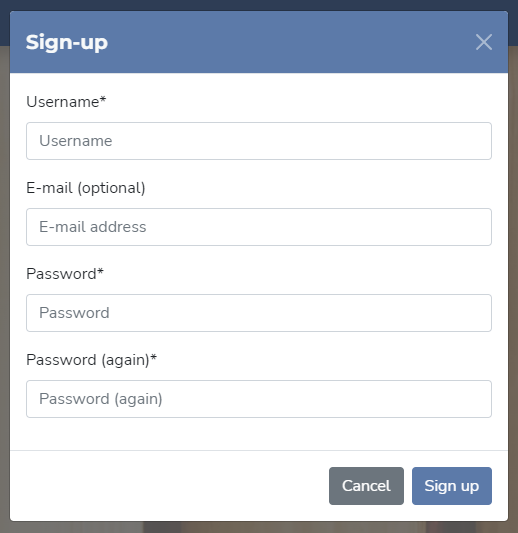 Sign-up
Username*
Username
E-mail (optional)
E-mail address
Password*
Password
Password (again)*
Password (again)
Cancel Sign up